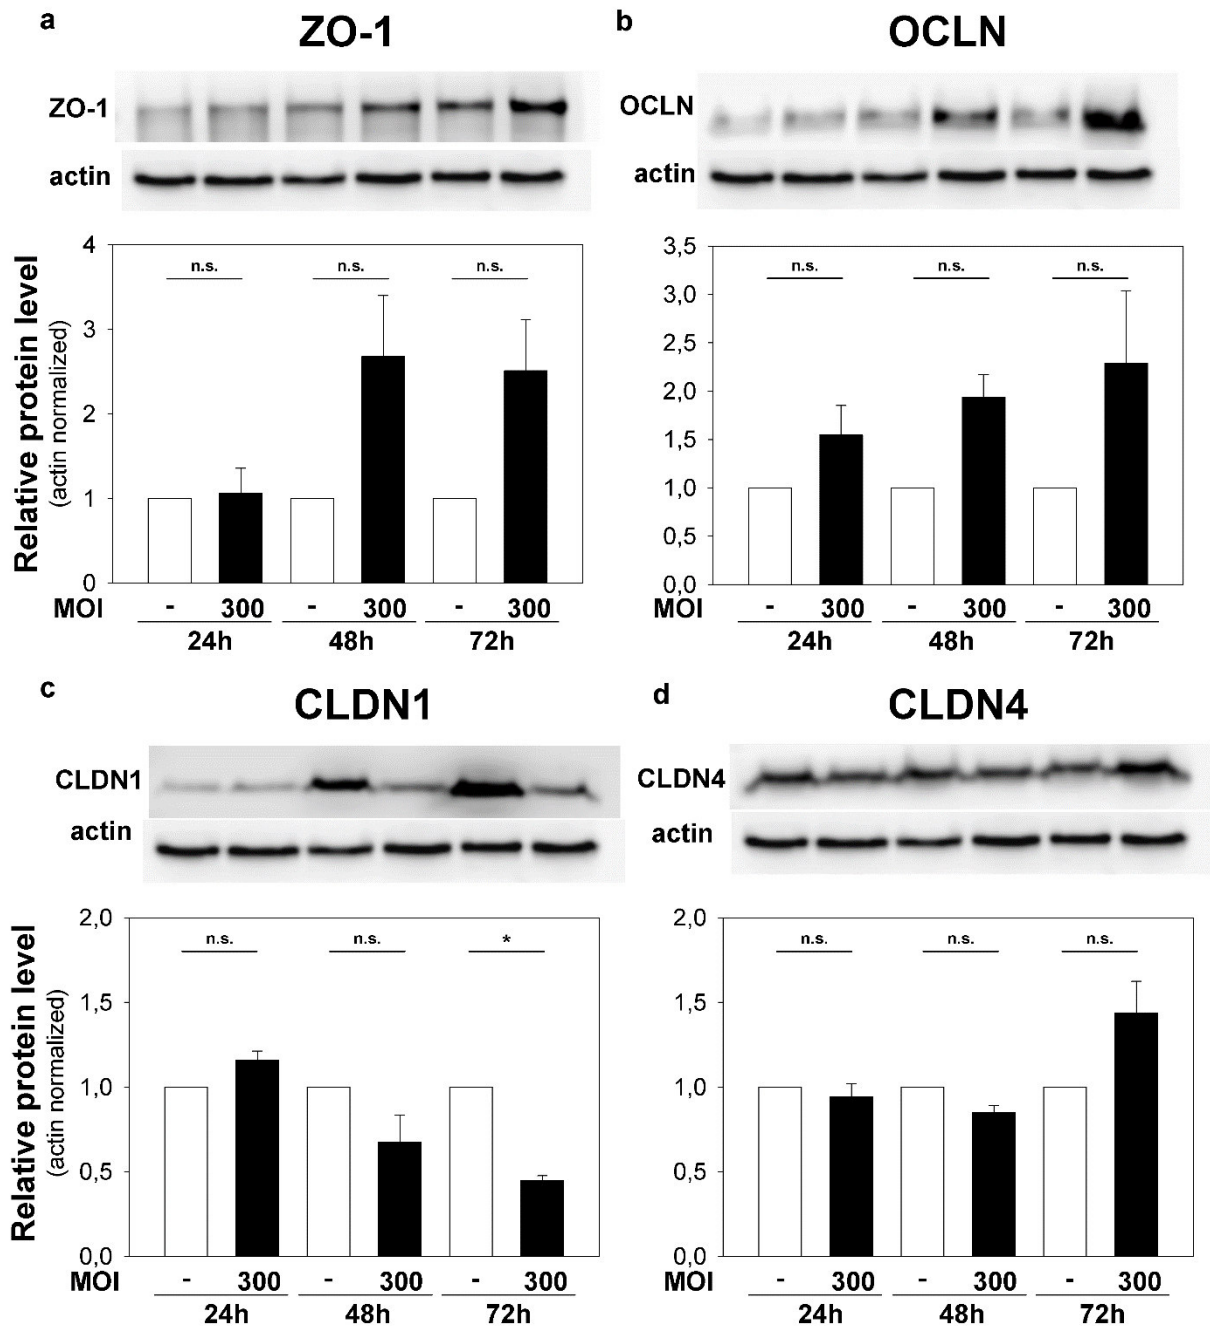 a
ZO-1
ZO-1
actin
Relative protein level
(actin normalized)
4
3
2
1
0
n.s.
n.s.
n.s.
MOI - 300 - 300 - 300
24h 48h 72h
b
OCLN
OCLN
actin
3,5
3,0
2,5
2,0
1,5
1,0
0,5
0,0
n.s.
n.s.
n.s.
MOI - 300 - 300 - 300
24h 48h 72h
c
CLDN1
CLDN1
actin
Relative protein level
(actin normalized)
2,0
1,5
1,0
0,5
0,0
n.s.
n.s.
*
MOI - 300 - 300 - 300
24h 48h 72h
d
CLDN4
CLDN4
actin
2,0
1,5
1,0
0,5
0,0
n.s.
n.s.
n.s.
MOI - 300 - 300 - 300
24h 48h 72h